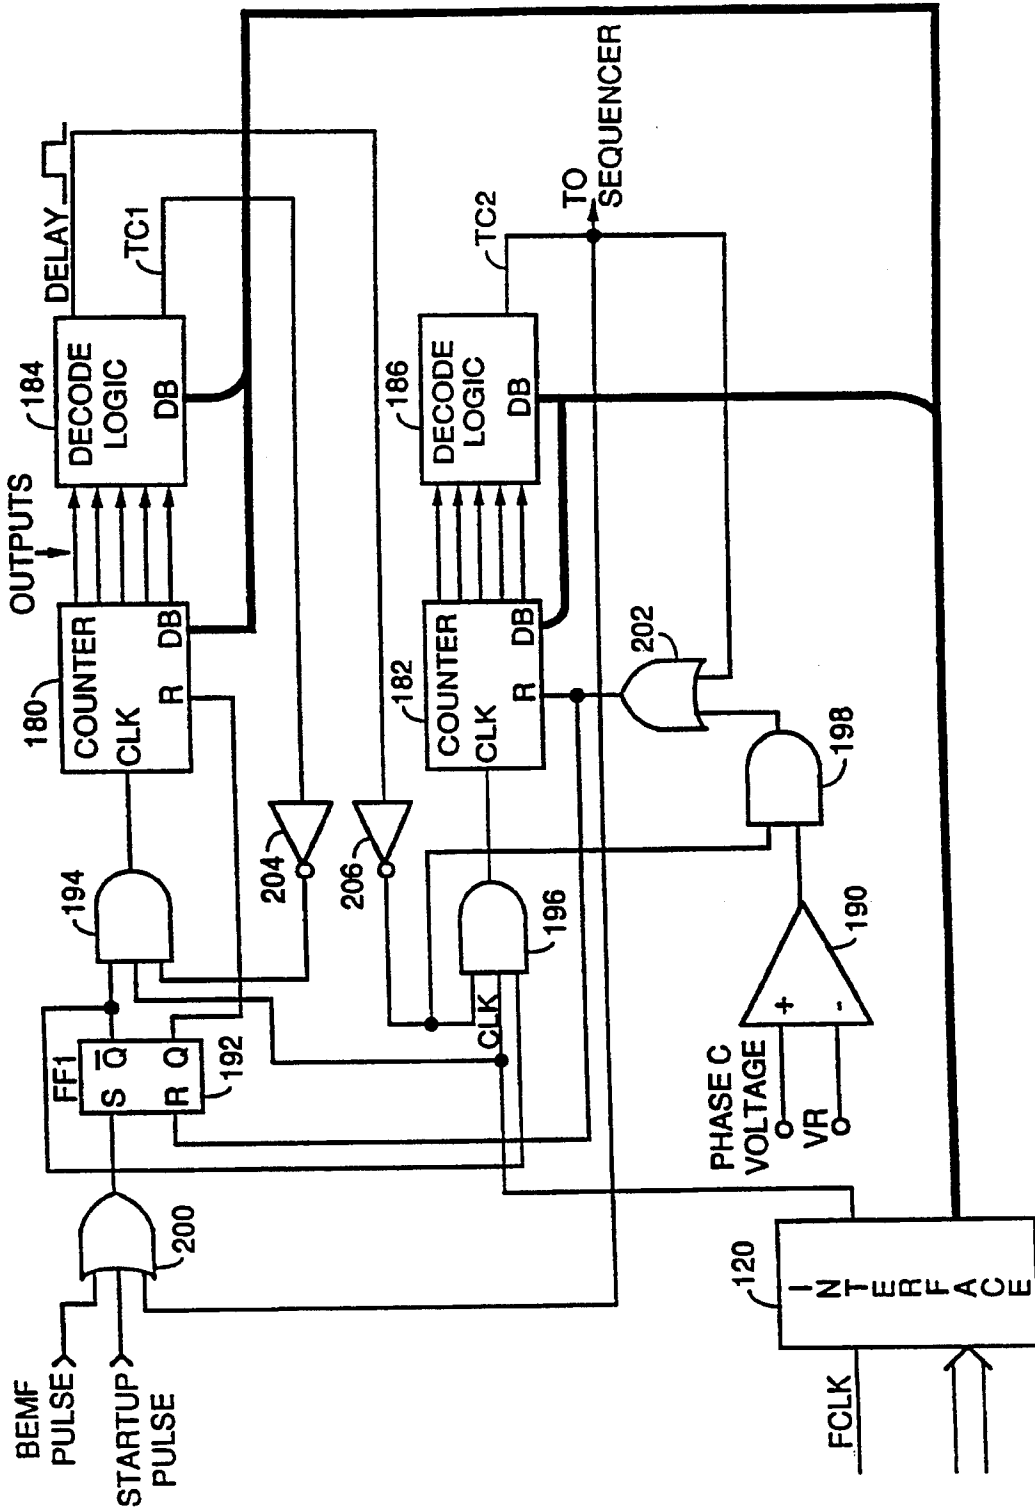 BEMF
PULSE
STARTUP
PULSE
200
FF1
S
Q
R
Q
192
194
180
COUNTER
CLK
R
DB
OUTPUTS
184
DECODE
LOGIC
DB
DELAY
TC1
204
206
CLK
196
182
COUNTER
CLK
R
DB
186
DECODE
LOGIC
DB
TC2
TO
SEQUENCER
202
198
PHASE C
VOLTAGE
VR
+
-
190
120
INTERFACE
FCLK